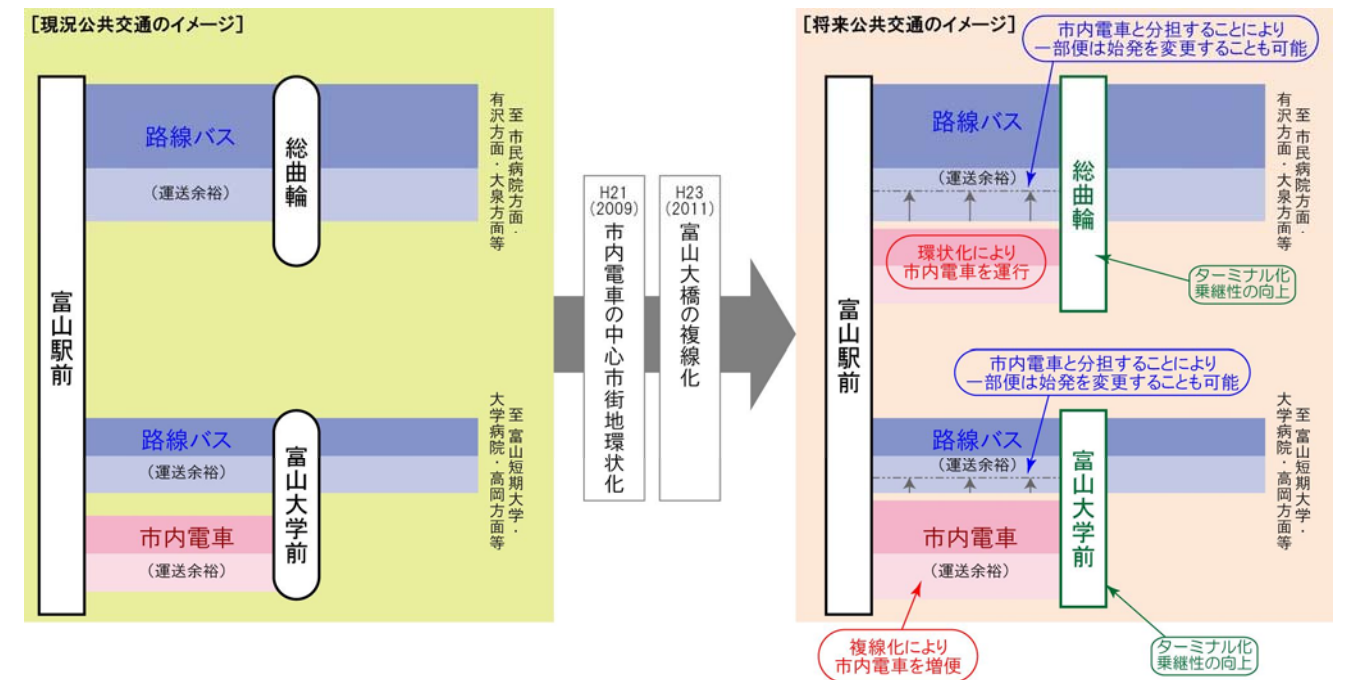 [現況公共交通のイメージ]
路線バス
(運送余裕)
総曲輪
至 市民病院方面・
有沢方面・大泉方面等
富山駅前
路線バス
(運送余裕)
市内電車
(運送余裕)
富山大学前
至 富山短期大学・
大学病院・高岡方面等
H21
(2009)
市内電車の中心市街地環状化
H23
(2011)
富山大橋の複線化
[将来公共交通のイメージ]
市内電車と分担することにより
一部便は始発を変更することも可能
路線バス
(運送余裕)
環状化により
市内電車を運行
総曲輪
ターミナル化
乗継性の向上
至 市民病院方面・
有沢方面・大泉方面等
富山駅前
市内電車と分担することにより
一部便は始発を変更することも可能
路線バス
(運送余裕)
市内電車
(運送余裕)
富山大学前
至 富山短期大学・
大学病院・高岡方面等
複線化により
市内電車を増便
ターミナル化
乗継性の向上